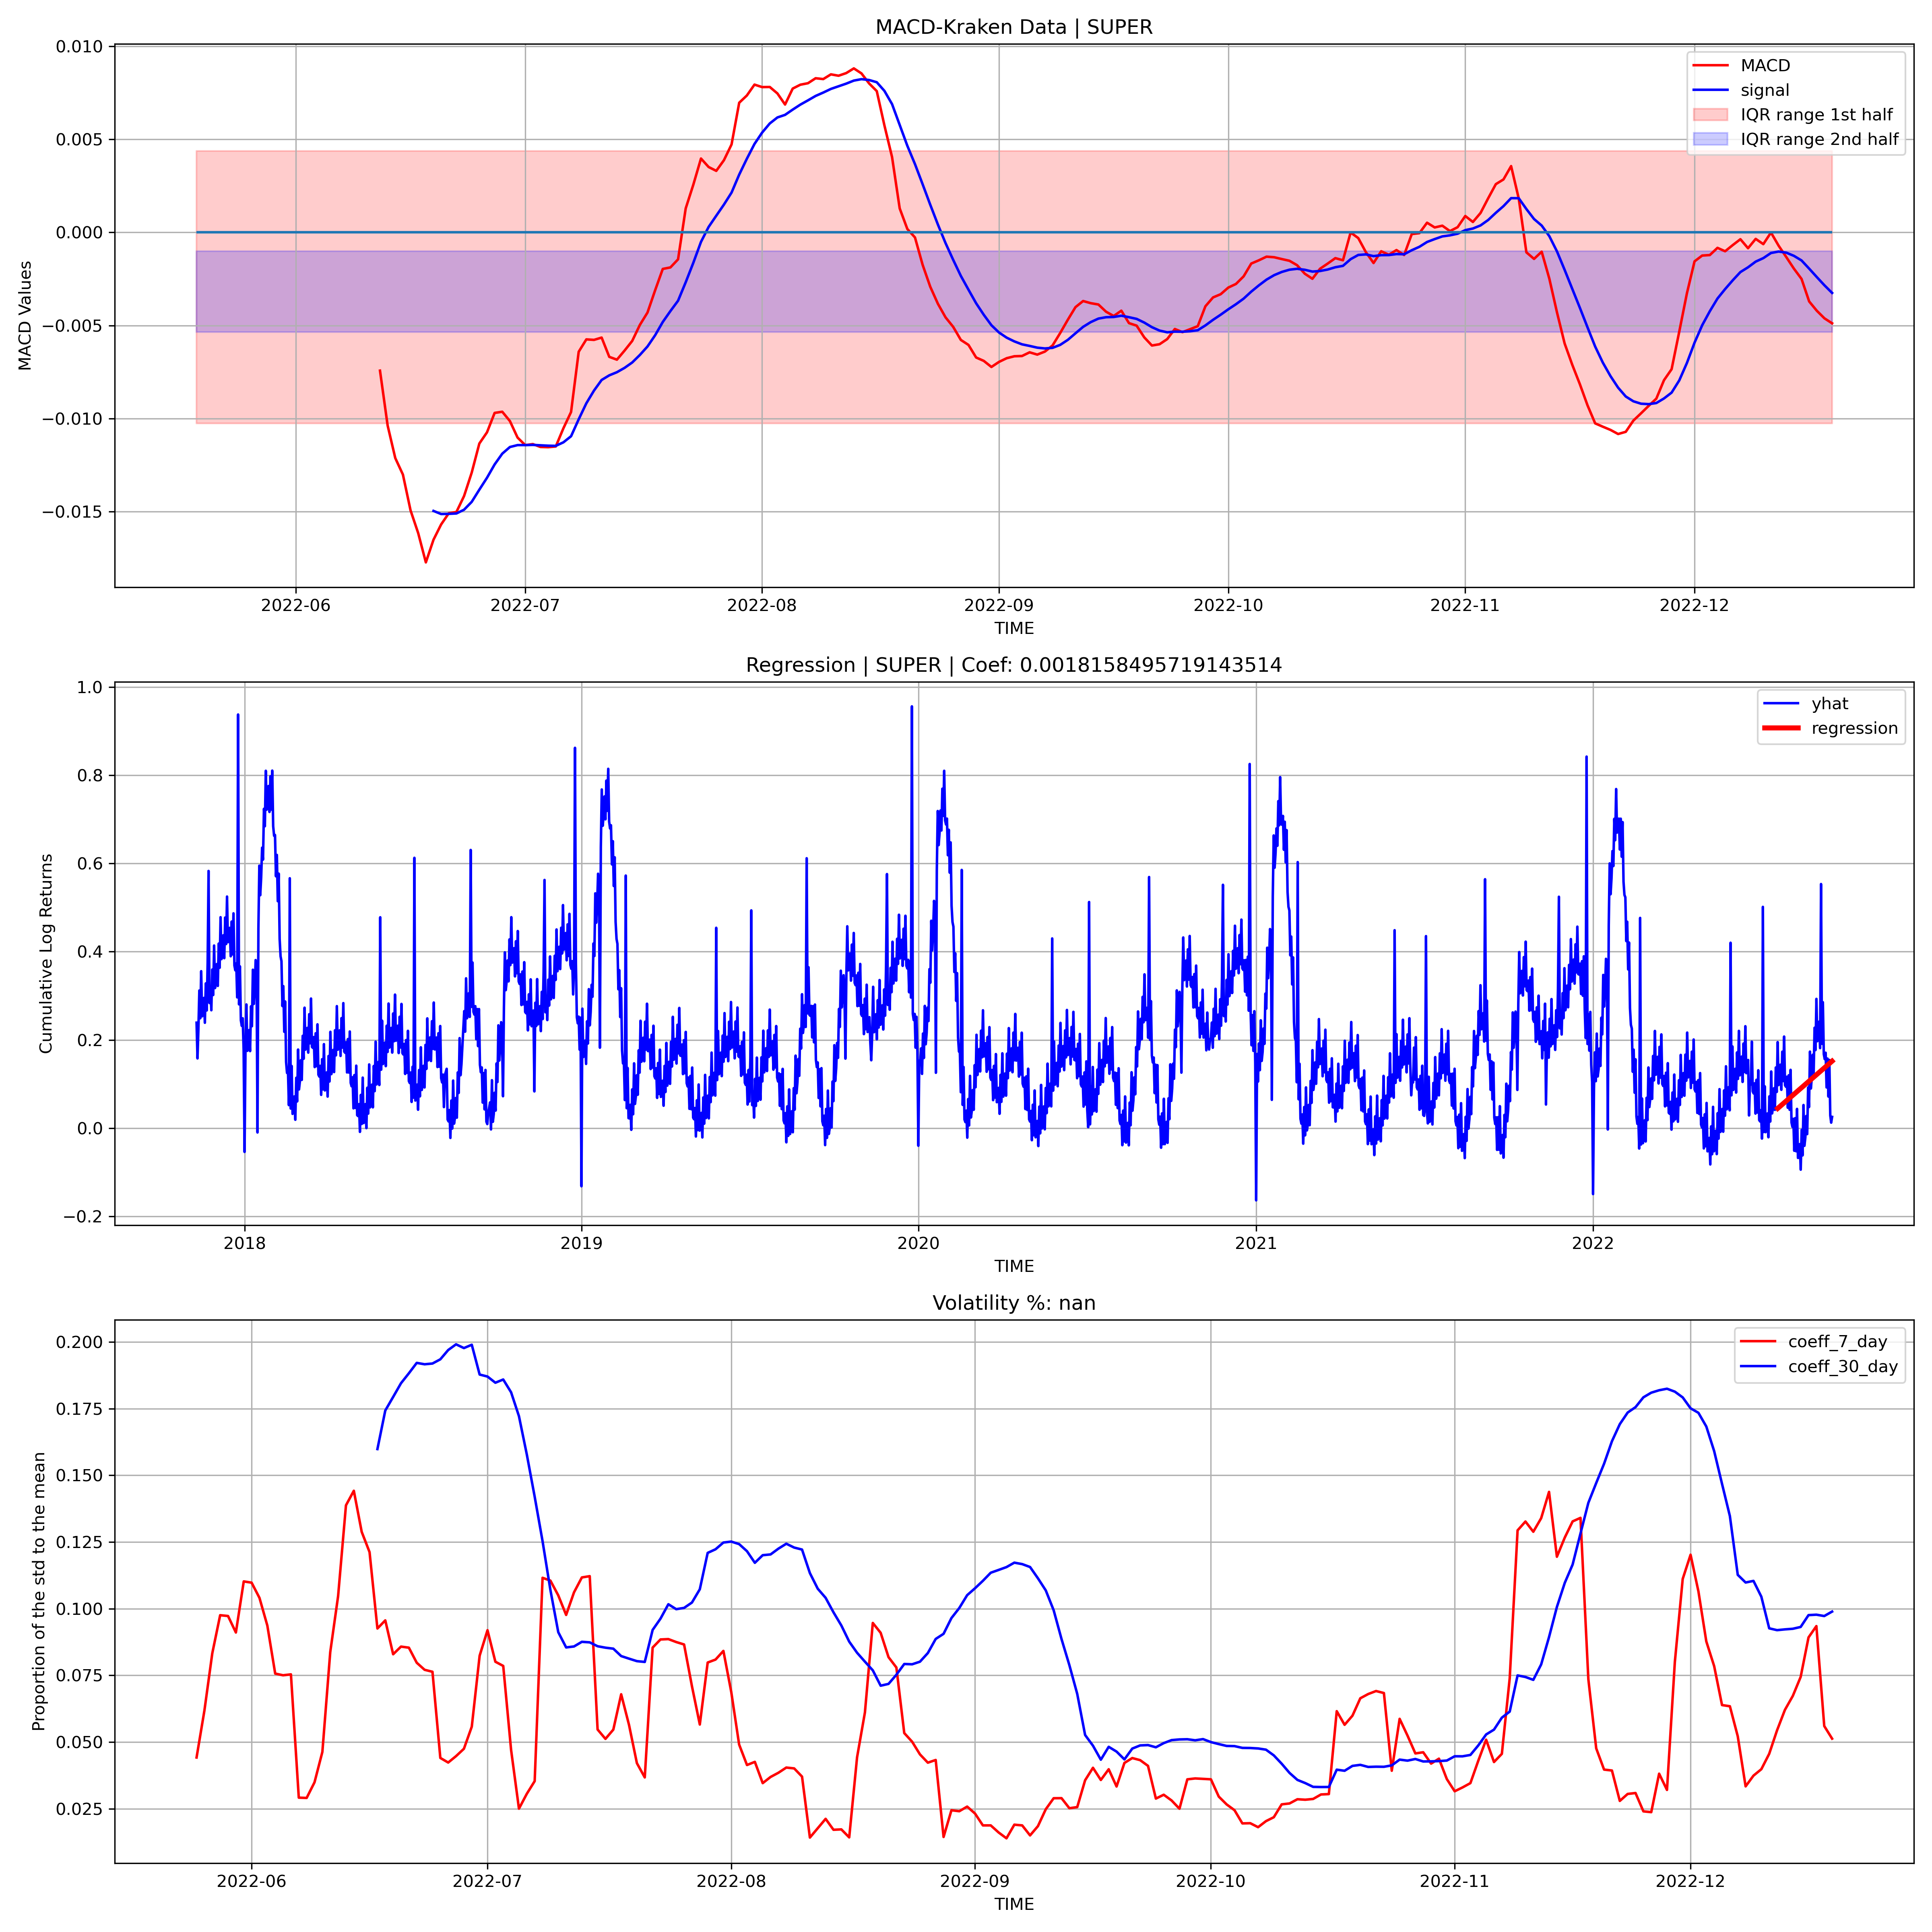 MACD-Kraken Data | SUPER
0.010
0.005
0.000
−0.005
−0.010
−0.015
MACD Values
MACD
signal
IQR range 1st half
IQR range 2nd half
2022-06 2022-07 2022-08 2022-09 2022-10 2022-11 2022-12
TIME
Regression | SUPER | Coef: 0.0018158495719143514
1.0
0.8
0.6
0.4
0.2
0.0
−0.2
Cumulative Log Returns
yhat
regression
2018 2019 2020 2021 2022
TIME
Volatility %: nan
0.200
0.175
0.150
0.125
0.100
0.075
0.050
0.025
Proportion of the std to the mean
coeff_7_day
coeff_30_day
2022-06 2022-07 2022-08 2022-09 2022-10 2022-11 2022-12
TIME